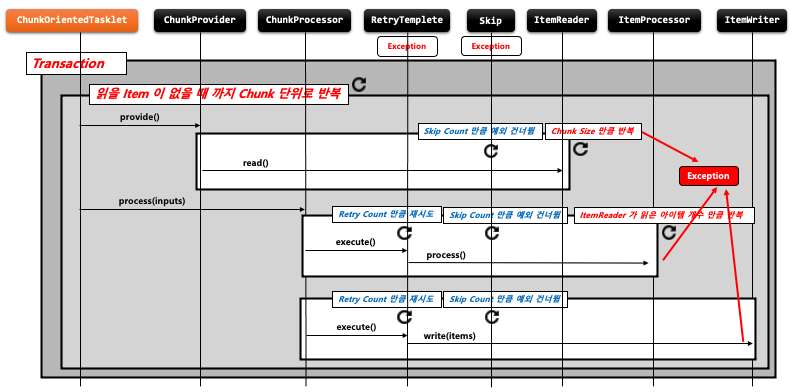 ChunkOrientedTasklet
ChunkProvider
ChunkProcessor
RetryTemplete
Skip
ItemReader
ItemProcessor
ItemWriter
Exception
Exception
Transaction
읽을 Item 이 없을 때 까지 Chunk 단위로 반복
provide()
Skip Count 만큼 예외 건너뜀
Chunk Size 만큼 반복
read()
Exception
process(inputs)
Retry Count 만큼 재시도
Skip Count 만큼 예외 건너뜀
ItemReader 가 읽은 아이템 개수 만큼 반복
execute()
process()
Retry Count 만큼 재시도
Skip Count 만큼 예외 건너뜀
execute()
write(items)